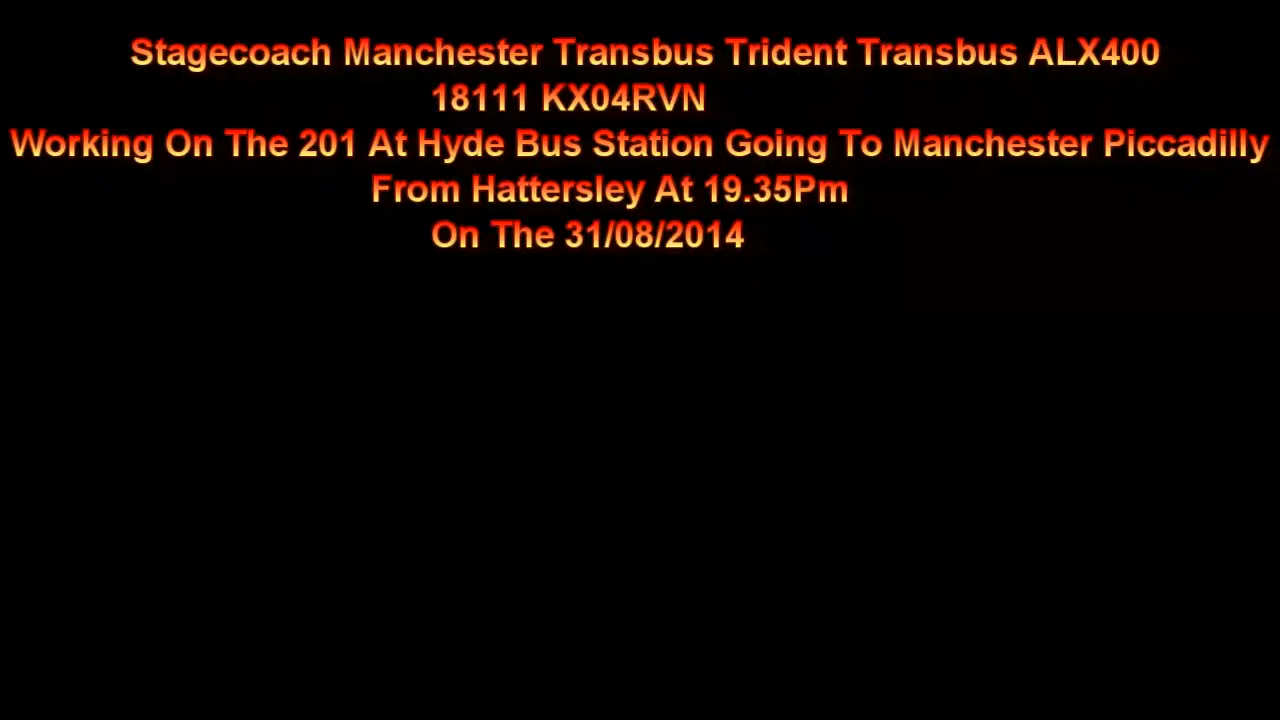 Stagecoach Manchester Transbus Trident Transbus ALX400
18111 KX04RVN
Working On The 201 At Hyde Bus Station Going To Manchester Piccadilly
From Hattersley At 19.35Pm
On The 31/08/2014